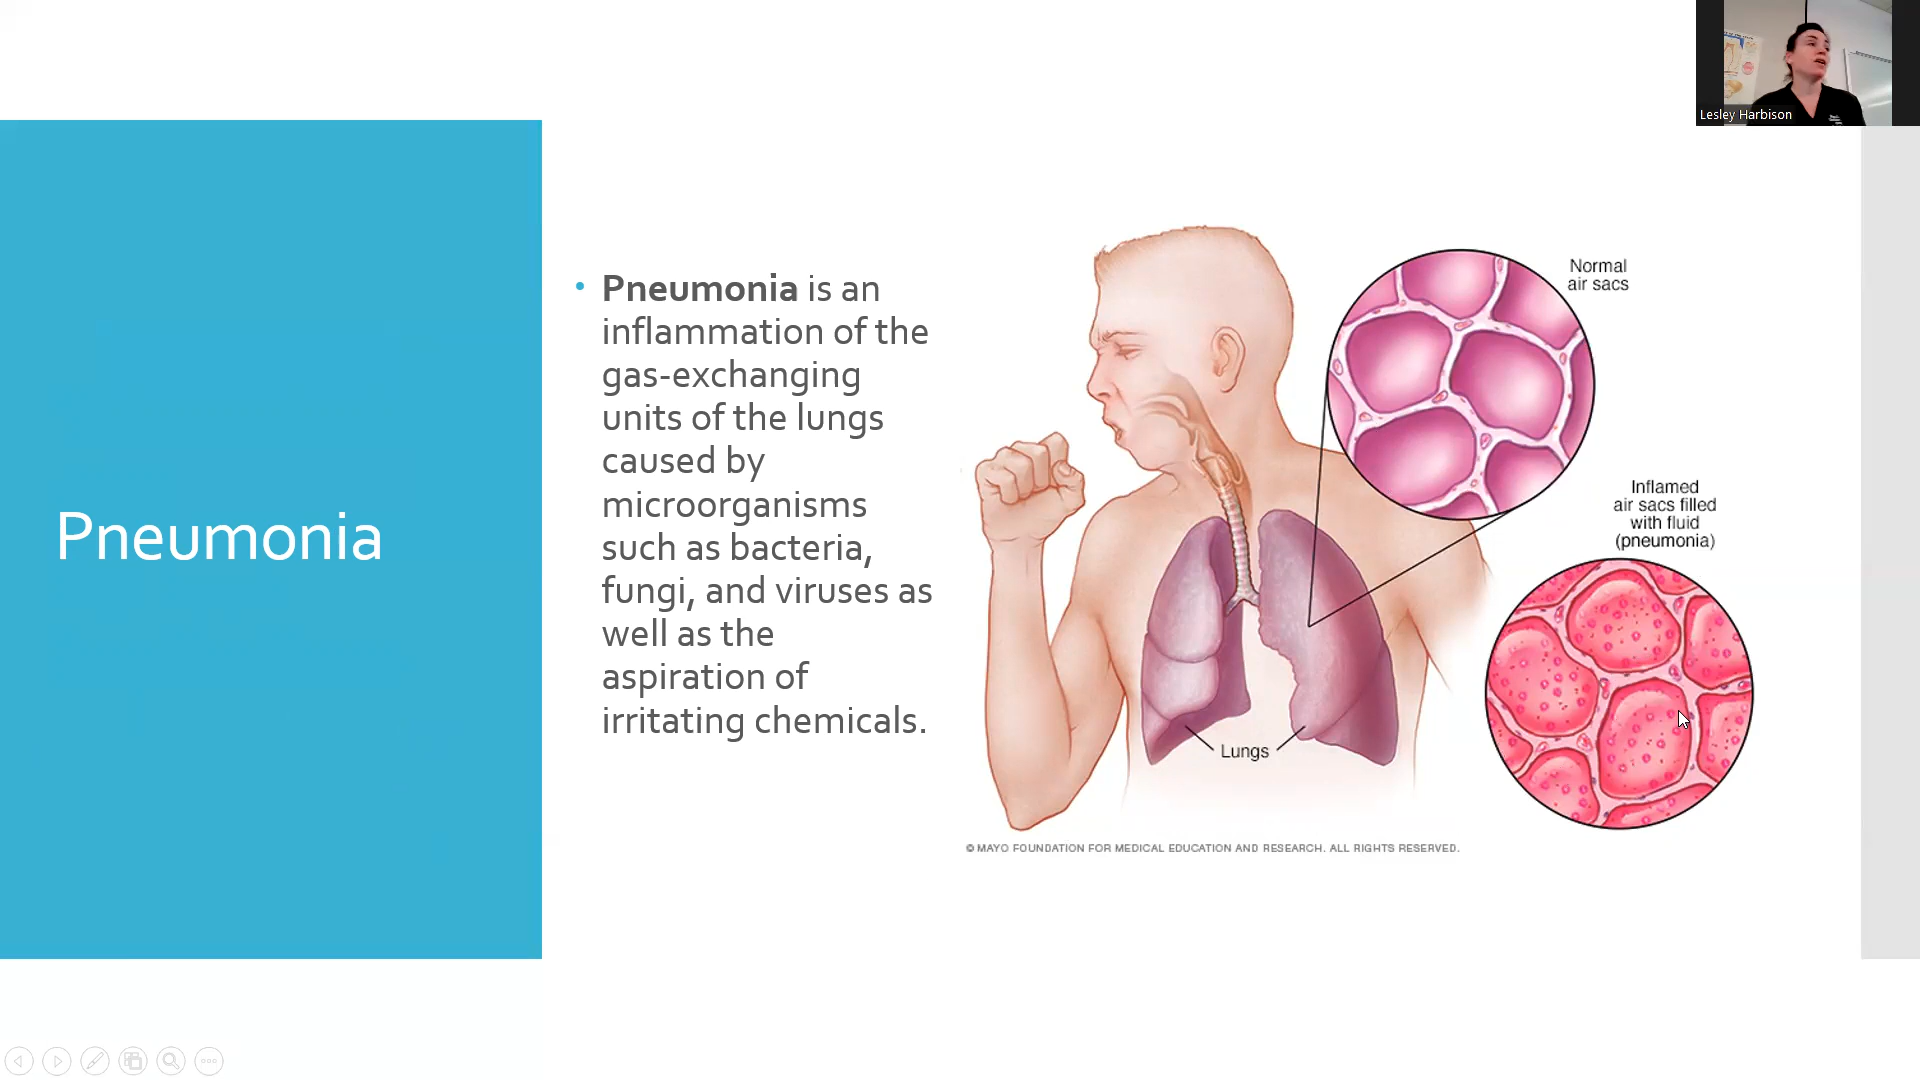 Lesley Harbison
Pneumonia
• Pneumonia is an
inflammation of the
gas-exchanging
units of the lungs
caused by
microorganisms
such as bacteria,
fungi, and viruses as
well as the
aspiration of
irritating chemicals.
Normal
air sacs
Inflamed
air sacs filled
with fluid
(pneumonia)
Lungs
© MAYO FOUNDATION FOR MEDICAL EDUCATION AND RESEARCH. ALL RIGHTS RESERVED.